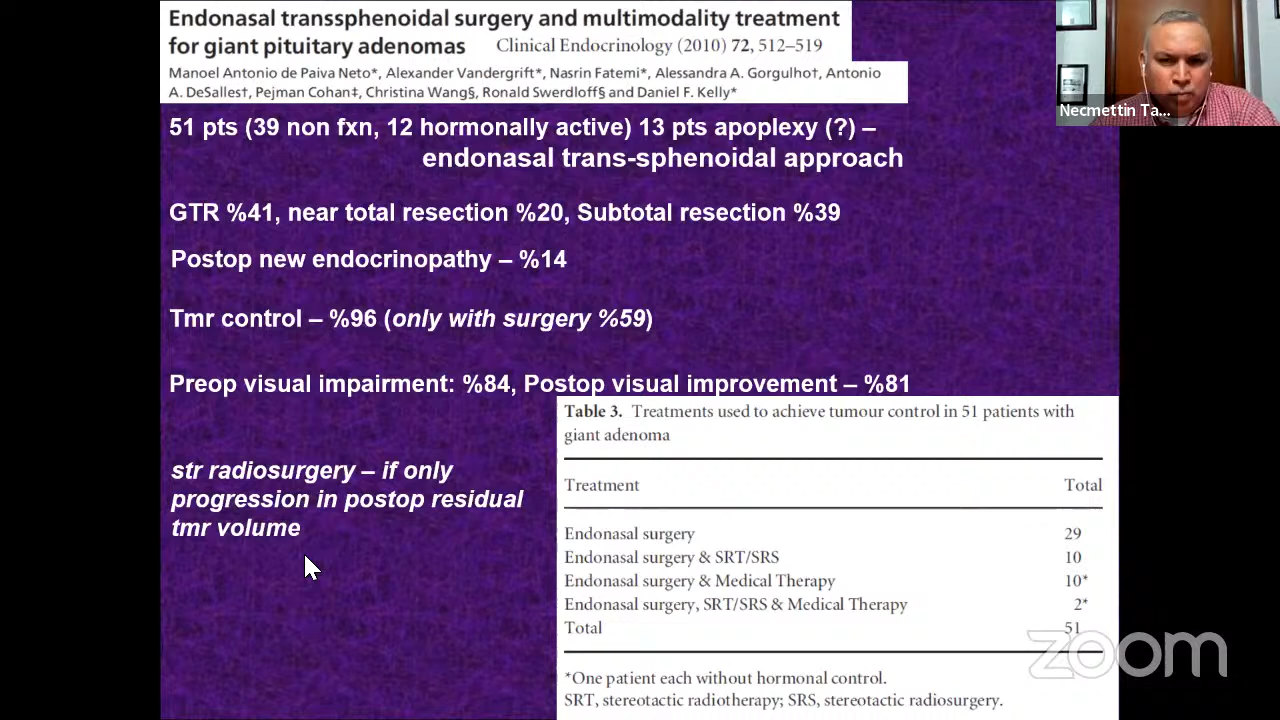 Endonasal transsphenoidal surgery and multimodality treatment
for giant pituitary adenomas Clinical Endocrinology (2010) 72, 512–519
Manoel Antonio de Paiva Neto*, Alexander Vandergrift*, Nasrin Fatemi*, Alessandra A. Gorgulho†, Antonio
A. DeSalles†, Pejman Cohan‡, Christina Wang§, Ronald Swerdloff§ and Daniel F. Kelly*
Necmettin Ta...
51 pts (39 non fxn, 12 hormonally active) 13 pts apoplexy (?) –
endonasal trans-sphenoidal approach
GTR %41, near total resection %20, Subtotal resection %39
Postop new endocrinopathy – %14
Tmr control – %96 (only with surgery %59)
Preop visual impairment: %84, Postop visual improvement – %81
str radiosurgery – if only
progression in postop residual
tmr volume
Table 3. Treatments used to achieve tumour control in 51 patients with
giant adenoma
Treatment Total
Endonasal surgery 29
Endonasal surgery & SRT/SRS 10
Endonasal surgery & Medical Therapy 10*
Endonasal surgery, SRT/SRS & Medical Therapy 2*
Total 51
*One patient each without hormonal control.
SRT, stereotactic radiotherapy; SRS, stereotactic radiosurgery.
zoom